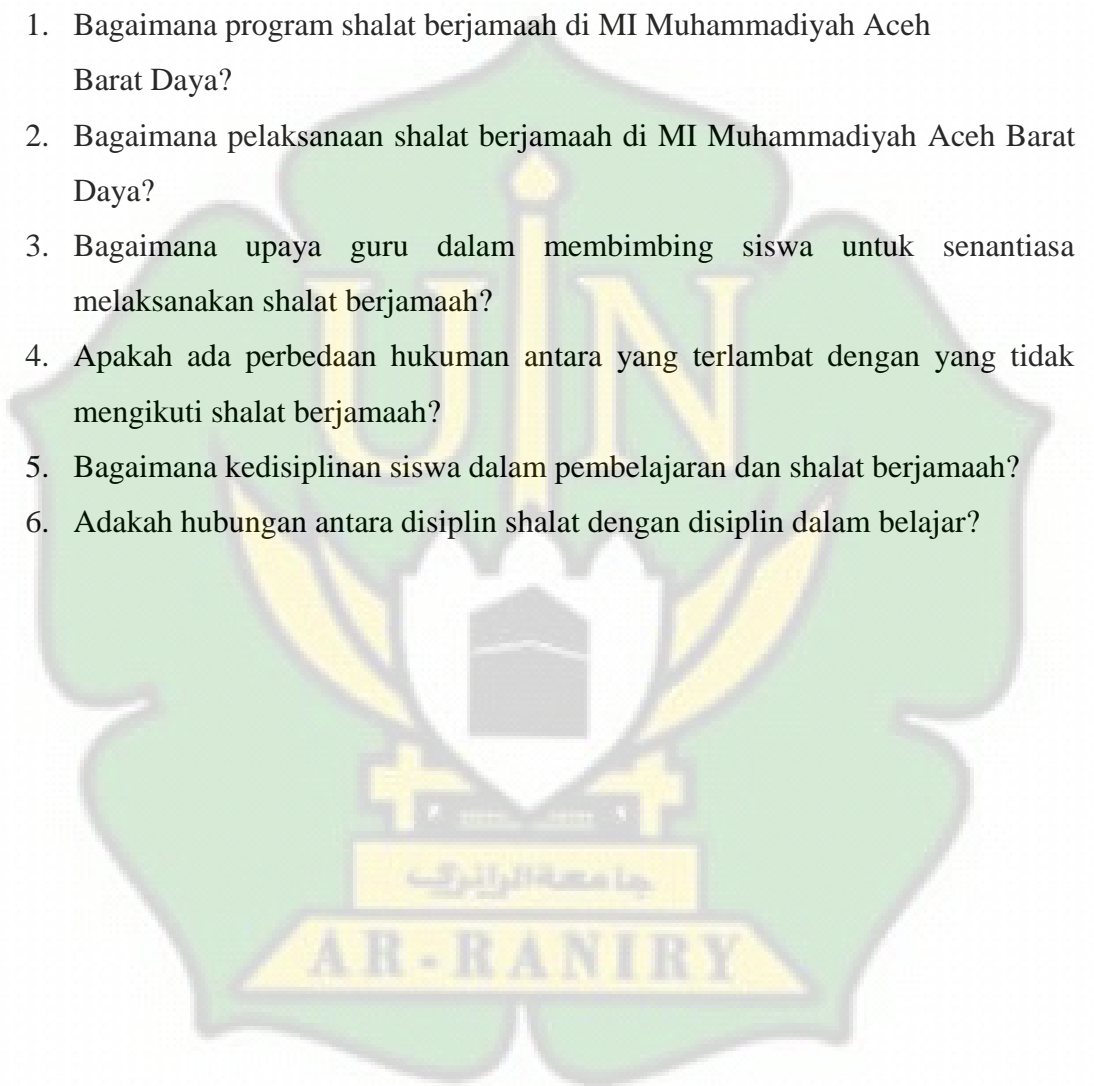 1. Bagaimana program shalat berjamaah di MI Muhammadiyah Aceh
Barat Daya?
2. Bagaimana pelaksanaan shalat berjamaah di MI Muhammadiyah Aceh Barat
Daya?
3. Bagaimana upaya guru dalam membimbing siswa untuk senantiasa
melaksanakan shalat berjamaah?
4. Apakah ada perbedaan hukuman antara yang terlambat dengan yang tidak
mengikuti shalat berjamaah?
5. Bagaimana kedisiplinan siswa dalam pembelajaran dan shalat berjamaah?
6. Adakah hubungan antara disiplin shalat dengan disiplin dalam belajar?
UIN
جامعة الرانري
AR-RANIRY